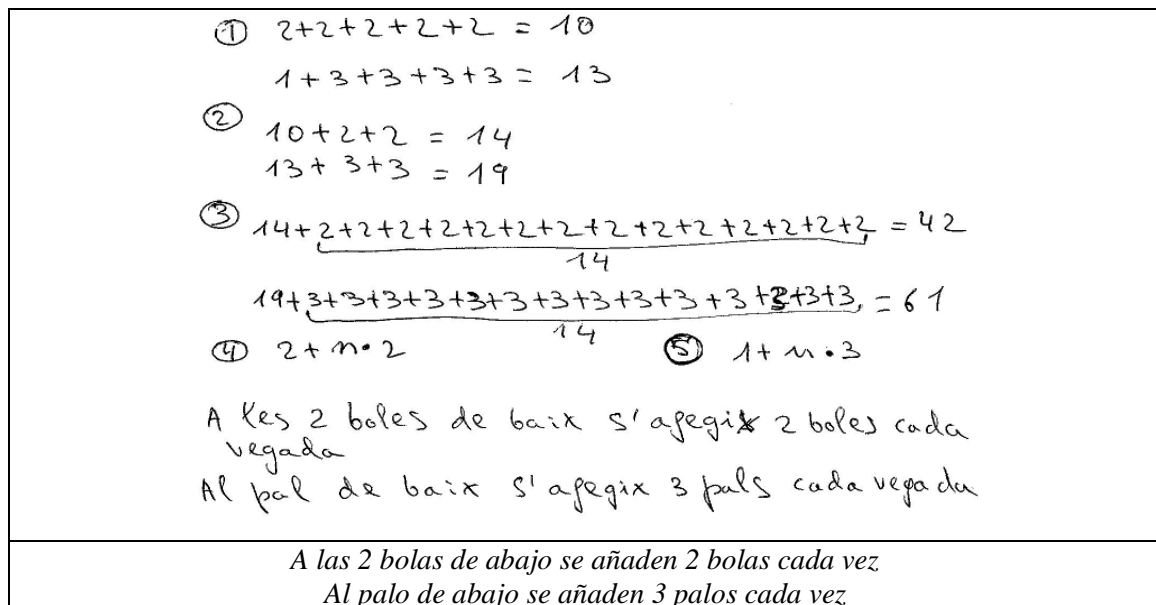 ① 2+2+2+2+2 = 10
1+3+3+3+3 = 13
② 10+2+2 = 14
13+3+3 = 19
③ 14+2+2+2+2+2+2+2+2+2+2+2+2+2+2 = 42
14
19+3+3+3+3+3+3+3+3+3+3+3+3+3+3 = 61
14
④ 2+n·2 ⑤ 1+n·3
A les 2 boles de baix s'afegix 2 boles cada
vegada
Al pal de baix s'afegix 3 pals cada vegada
A las 2 bolas de abajo se añaden 2 bolas cada vez
Al palo de abajo se añaden 3 palos cada vez